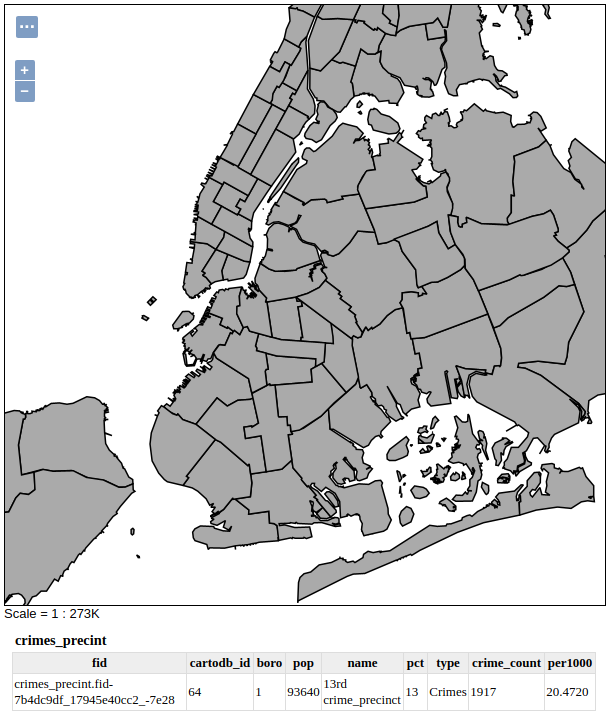 ...
+
−
Scale = 1 : 273K
crimes_precint
fid cartodb_id boro pop name pct type crime_count per1000
crimes_precint.fid-
7b4dc9df_17945e40cc2_-7e28 64 1 93640 13rd
crime_precinct 13 Crimes 1917 20.4720